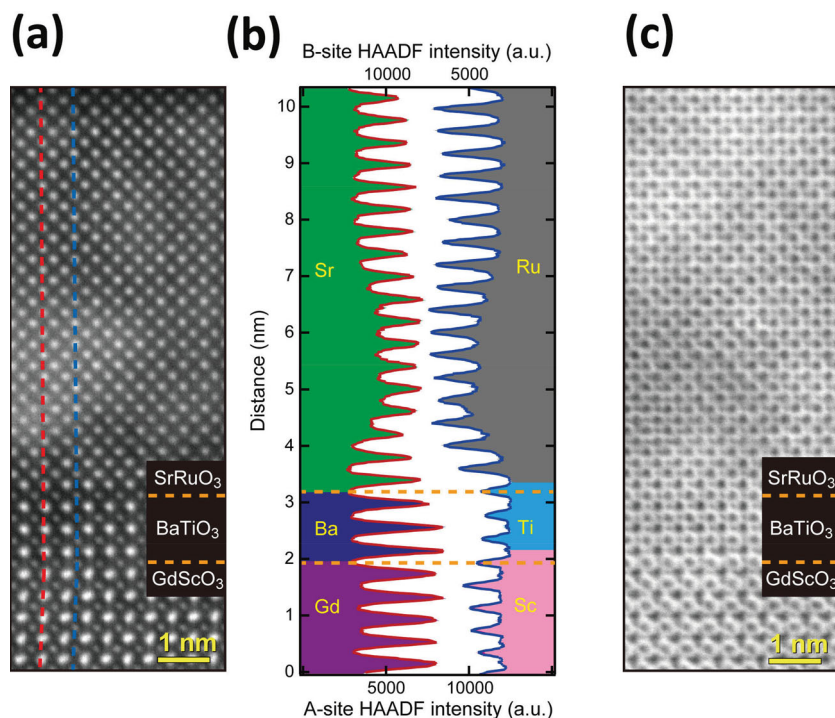 (a)
(b)
(c)
B-site HAADF intensity (a.u.)
10000 5000
Distance (nm)
10
9
8
7
6
5
4
3
2
1
0
Sr
Ru
Ba
Ti
Gd
Sc
5000 10000
A-site HAADF intensity (a.u.)
SrRuO₃
BaTiO₃
GdScO₃
1 nm
SrRuO₃
BaTiO₃
GdScO₃
1 nm